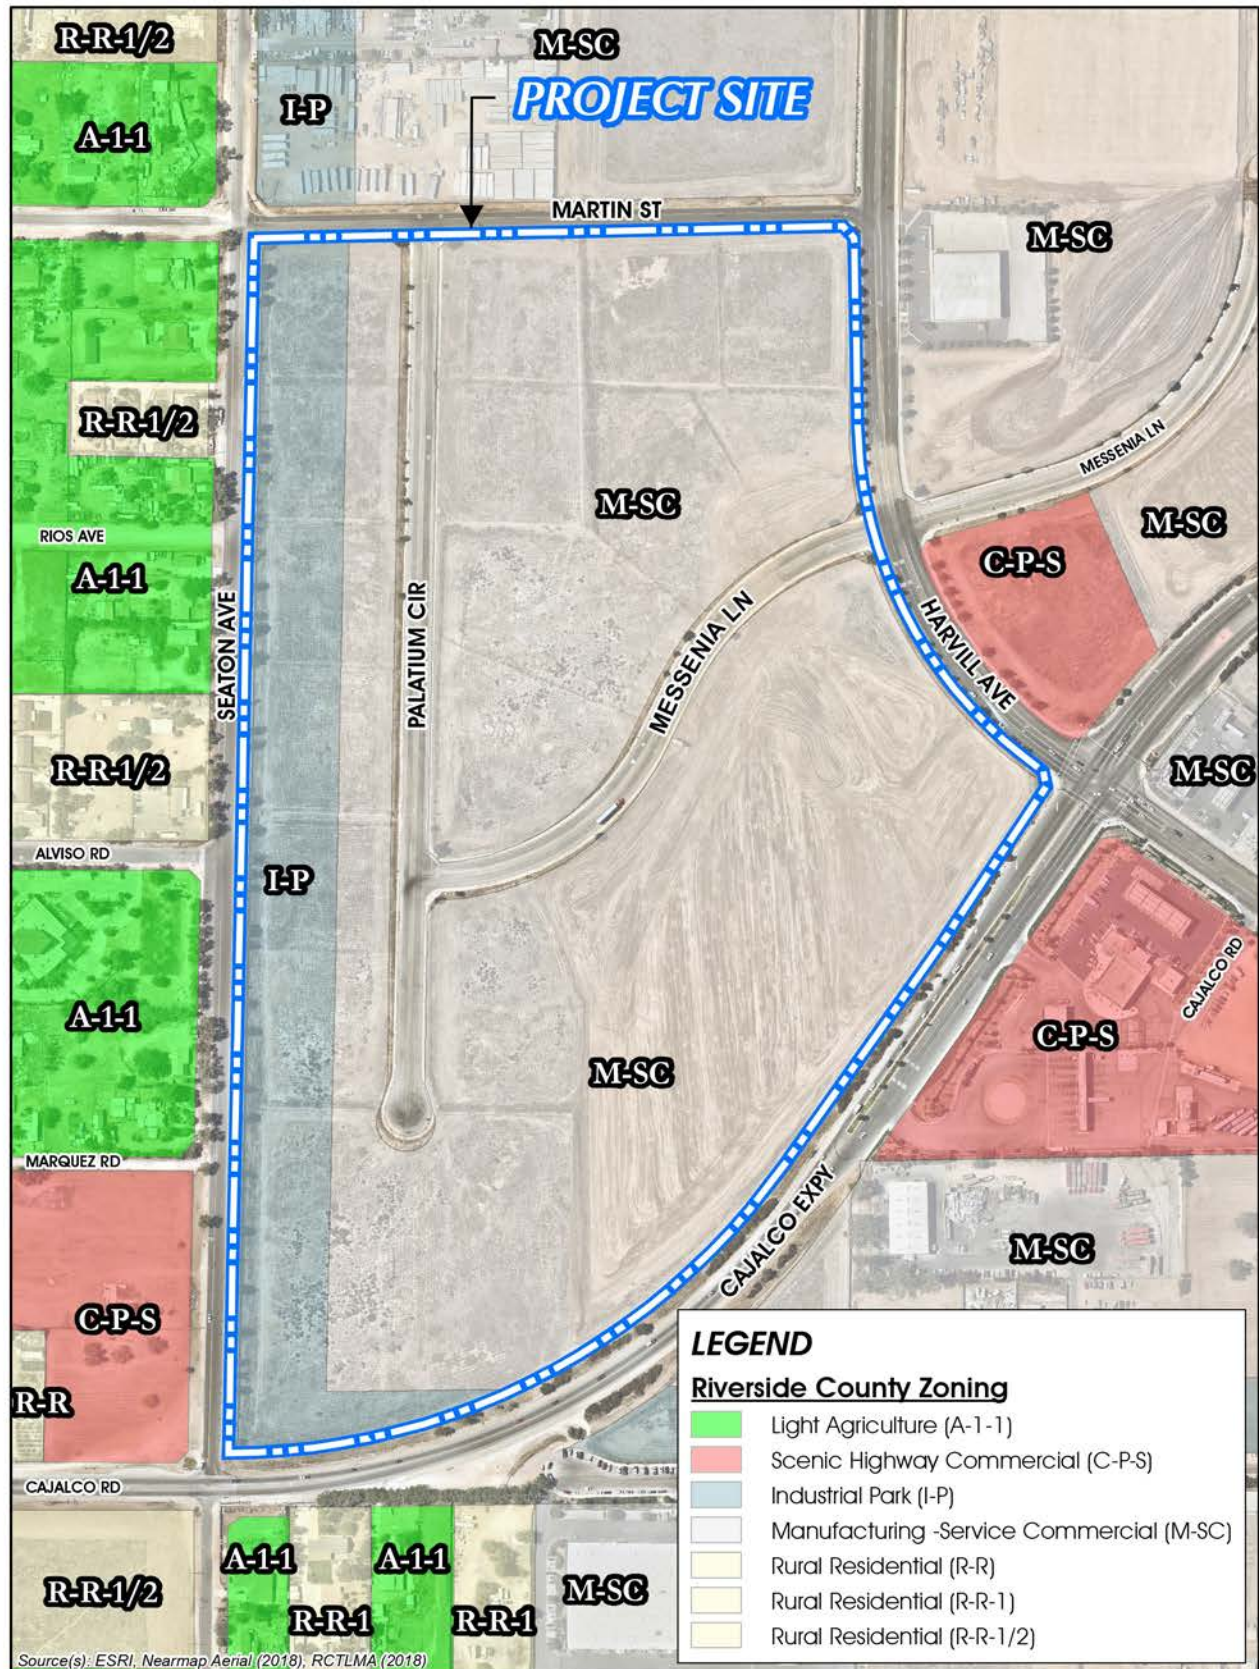 R-R-1/2
M-SC
I-P
PROJECT SITE
A-1-1
MARTIN ST
M-SC
R-R-1/2
MESSENIA LN
M-SC
M-SC
RIOS AVE
C-P-S
A-1-1
SEATON AVE
PALATIUM CIR
MESSENIA LN
HARVILL AVE
R-R-1/2
M-SC
ALVISO RD
I-P
CAJALCO RD
A-1-1
C-P-S
M-SC
MARQUEZ RD
CAJALCO EXPY
M-SC
C-P-S
R-R
CAJALCO RD
A-1-1
A-1-1
R-R-1/2
R-R-1
R-R-1
M-SC
LEGEND
Riverside County Zoning
Light Agriculture (A-1-1)
Scenic Highway Commercial (C-P-S)
Industrial Park (I-P)
Manufacturing -Service Commercial (M-SC)
Rural Residential (R-R)
Rural Residential (R-R-1)
Rural Residential (R-R-1/2)
Source(s): ESRI, Nearmap Aerial (2018), RCTLMA (2018)